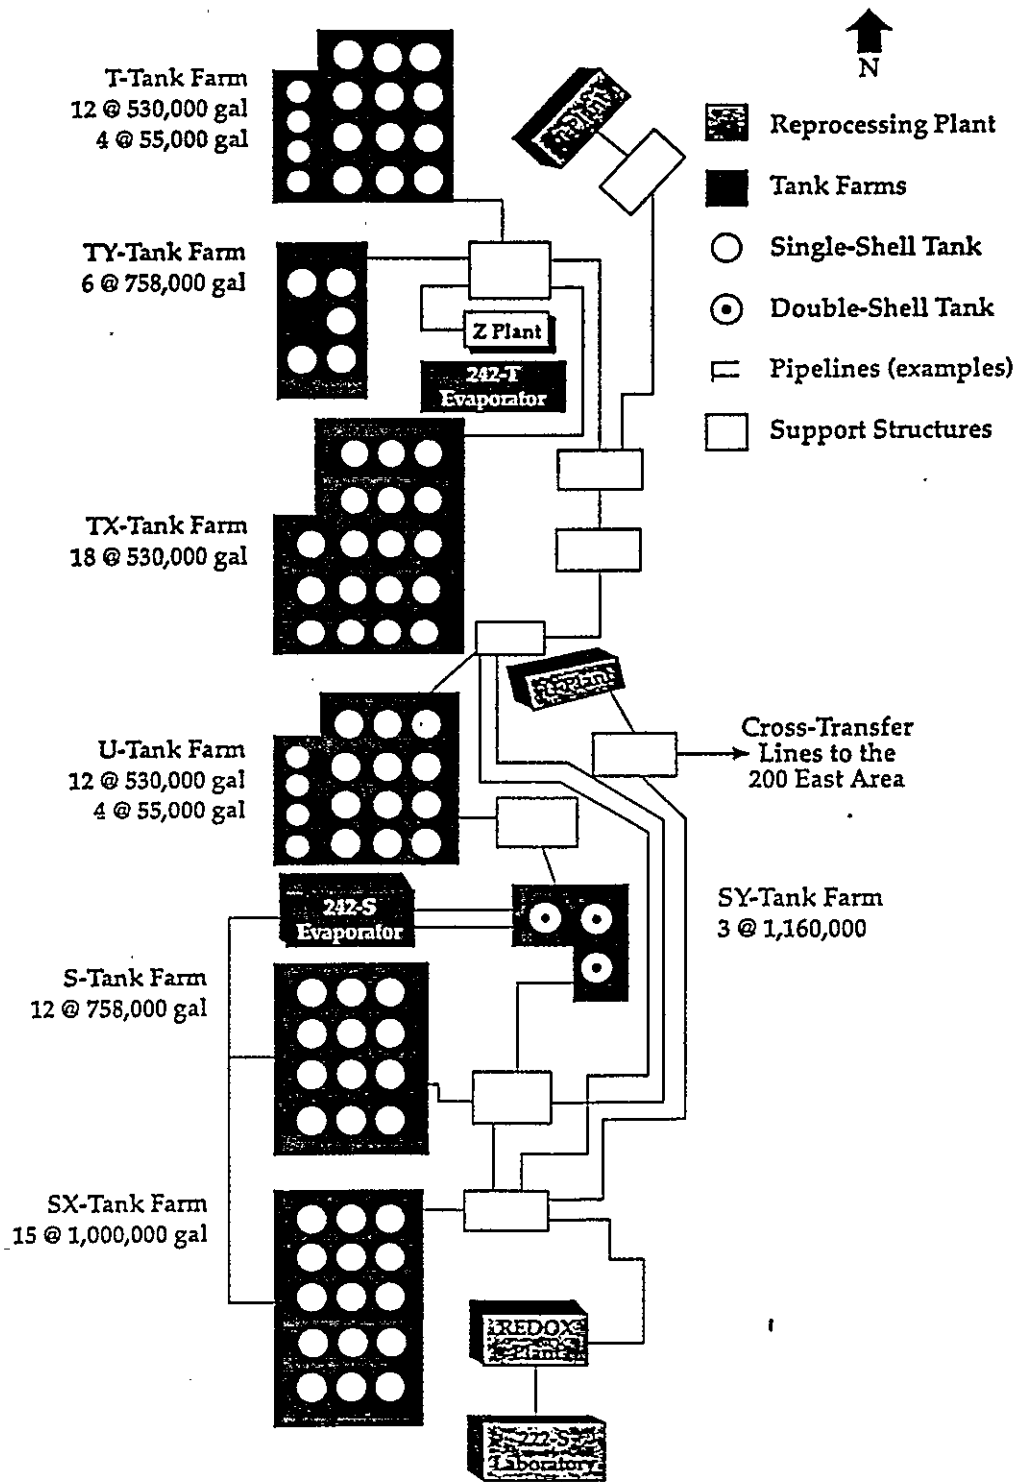 T-Tank Farm
12 @ 530,000 gal
4 @ 55,000 gal
TY-Tank Farm
6 @ 758,000 gal
TX-Tank Farm
18 @ 530,000 gal
U-Tank Farm
12 @ 530,000 gal
4 @ 55,000 gal
S-Tank Farm
12 @ 758,000 gal
SX-Tank Farm
15 @ 1,000,000 gal
Z Plant
242-T
Evaporator
242-S
Evaporator
REDOX
Plant
222-S
Laboratory
N
Reprocessing Plant
Tank Farms
Single-Shell Tank
Double-Shell Tank
Pipelines (examples)
Support Structures
Cross-Transfer
Lines to the
200 East Area
SY-Tank Farm
3 @ 1,160,000